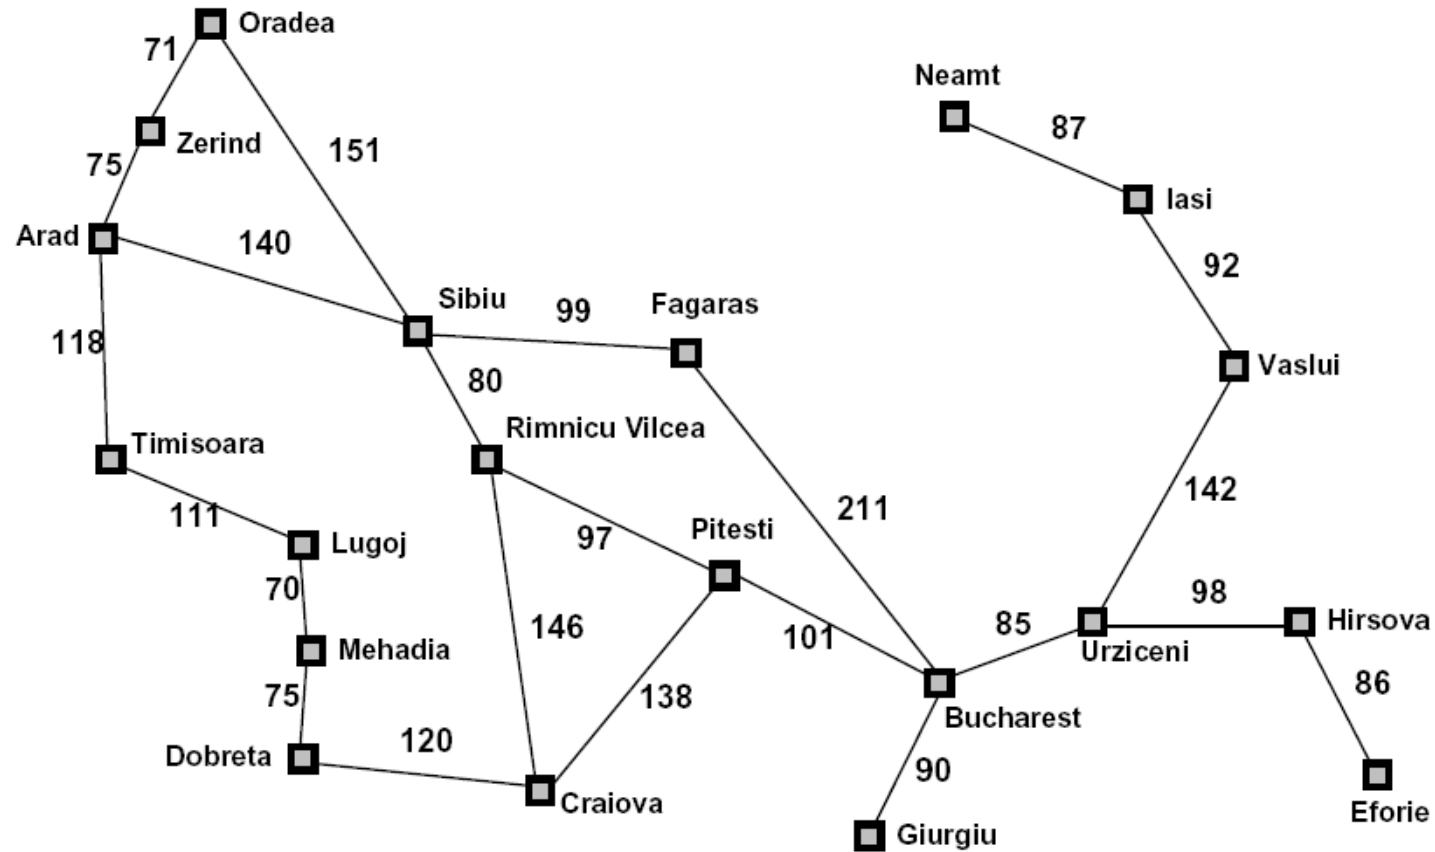 Oradea
71
Neamt
87
Zerind
151
75
Iasi
Arad
140
92
Sibiu
99
Fagaras
118
Vaslui
80
Rimnicu Vilcea
Timisoara
142
211
111
97
Pitesti
Lugoj
70
98
Hirsova
146
101
85
Urziceni
Mehadia
75
138
86
Bucharest
Dobreta
120
90
Craiova
Eforie
Giurgiu